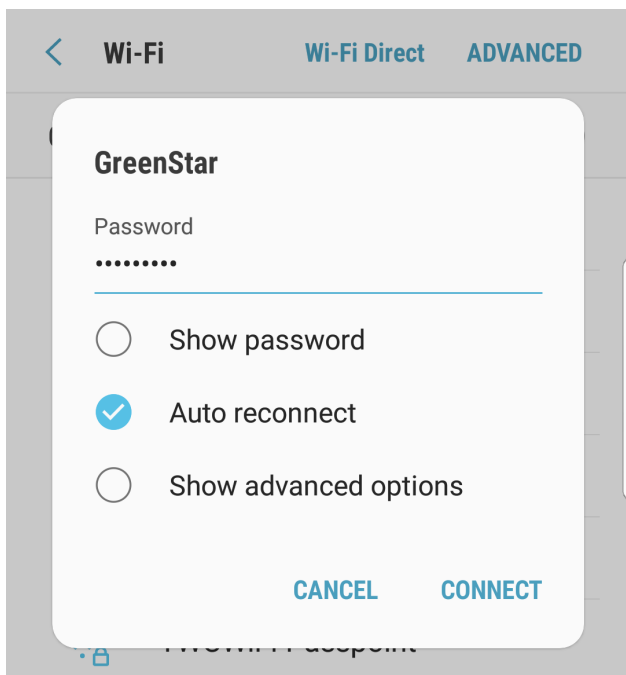 Wi-Fi Wi-Fi Direct ADVANCED
GreenStar
Password
•••••••••
Show password
Auto reconnect
Show advanced options
CANCEL CONNECT